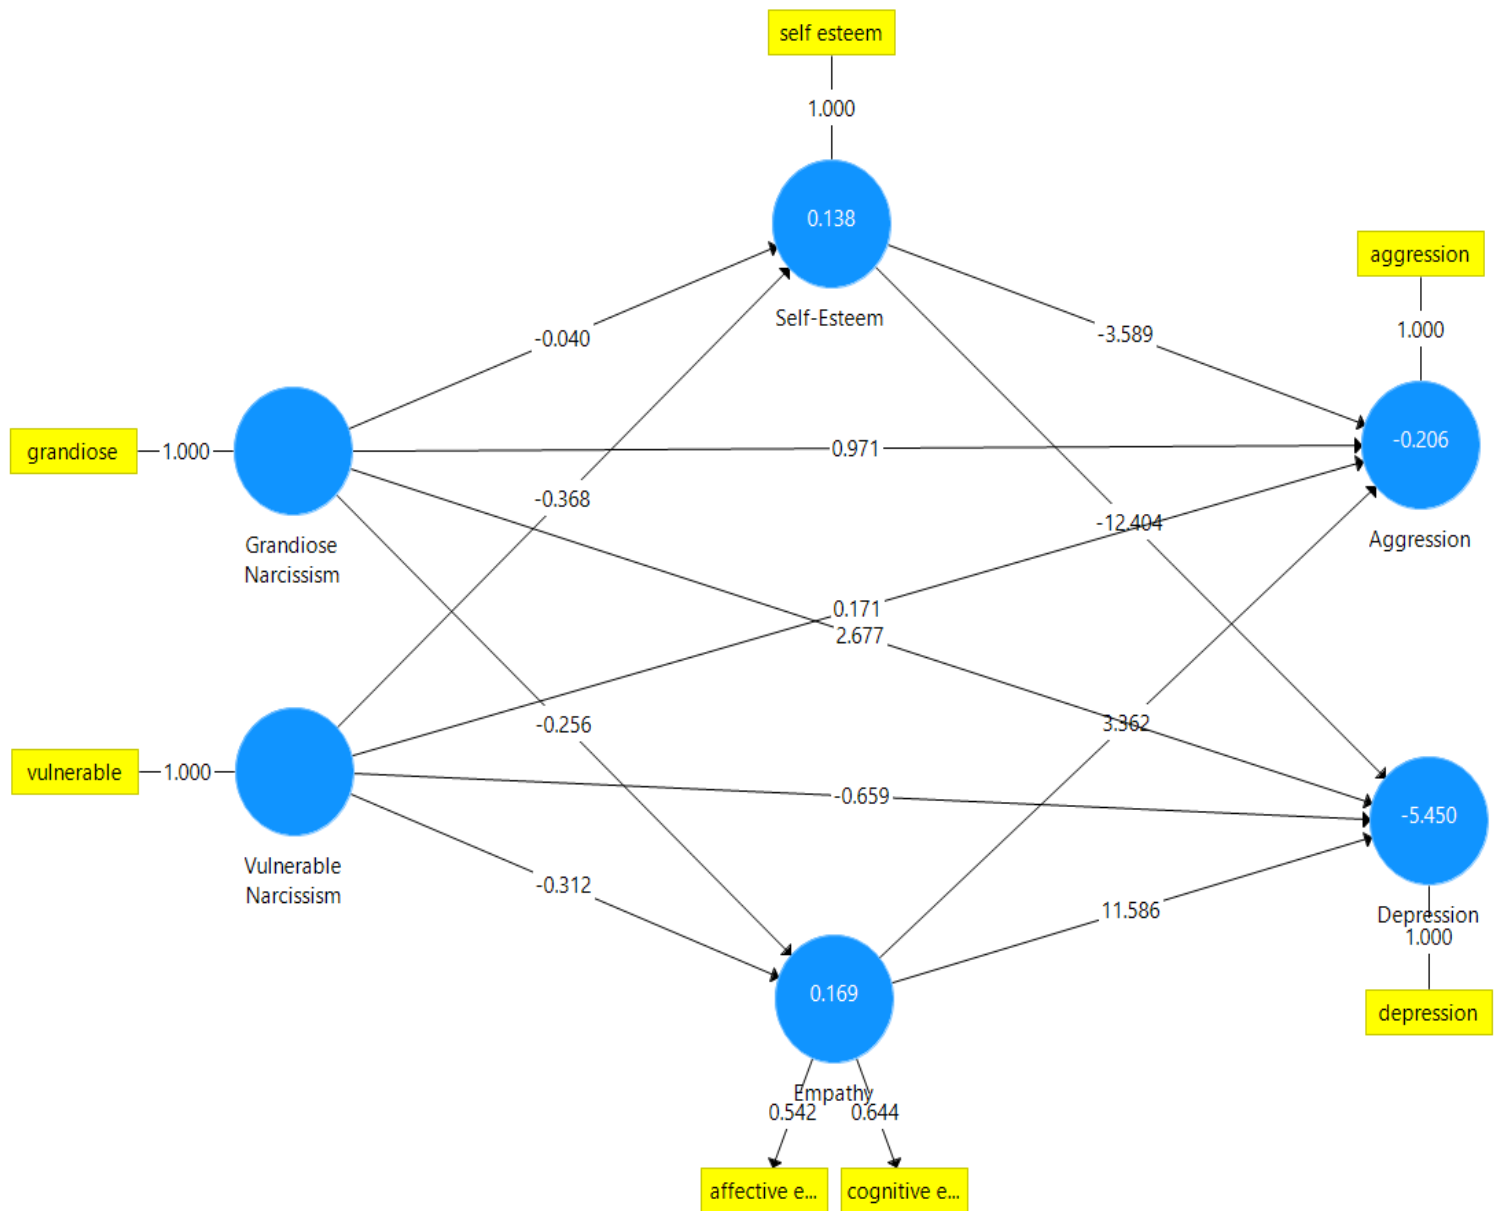 self esteem
1.000
0.138
Self-Esteem
aggression
1.000
-0.206
Aggression
-0.040
-3.589
grandiose
1.000
0.971
Grandiose
Narcissism
-0.368
-12.404
0.171
2.677
-0.256
3.362
vulnerable
1.000
-0.659
Vulnerable
Narcissism
-5.450
-0.312
11.586
Depression
1.000
depression
0.169
Empathy
0.542
0.644
affective e...
cognitive e...